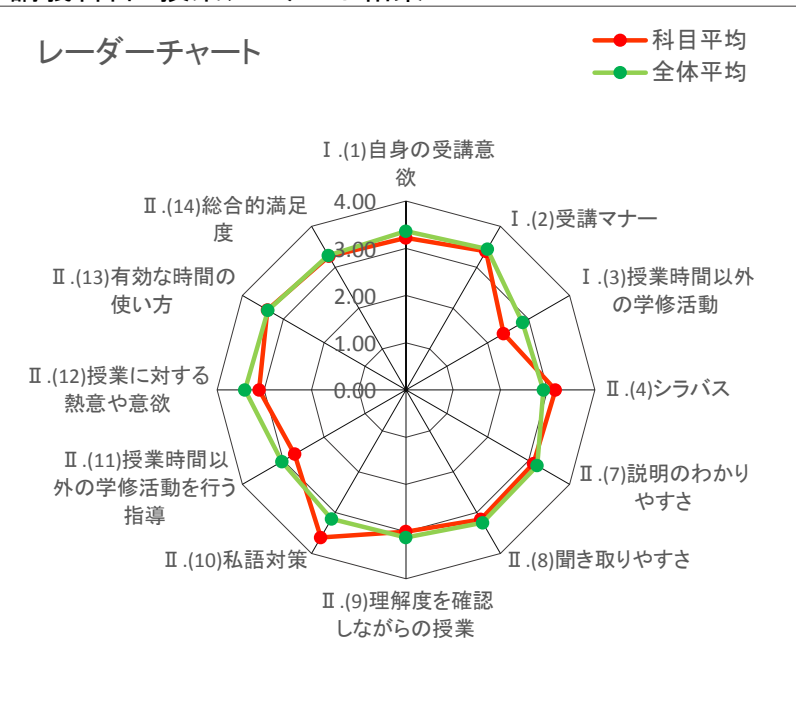 レーダーチャート
科目平均
全体平均
Ⅰ.(1)自身の受講意
欲
Ⅰ.(2)受講マナー
Ⅰ.(3)授業時間以外
の学修活動
Ⅱ.(4)シラバス
Ⅱ.(7)説明のわかり
やすさ
Ⅱ.(8)聞き取りやすさ
Ⅱ.(9)理解度を確認
しながらの授業
Ⅱ.(10)私語対策
Ⅱ.(11)授業時間以
外の学修活動を行う
指導
Ⅱ.(12)授業に対する
熱意や意欲
Ⅱ.(13)有効な時間の
使い方
Ⅱ.(14)総合的満足
度
4.00
3.00
2.00
1.00
0.00